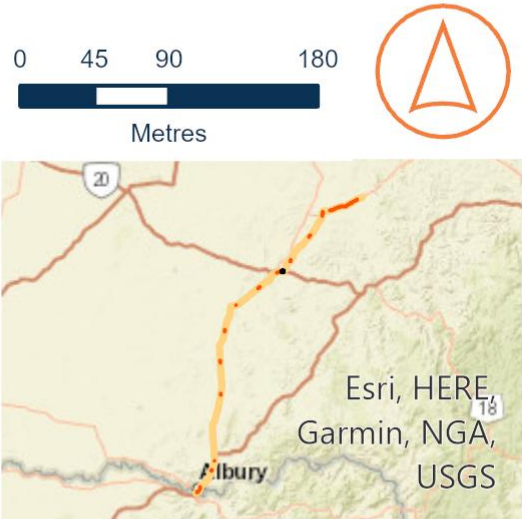 0 45 90 180
Metres
20
Esri, HERE,
18
Garmin, NGA,
USGS
Albury